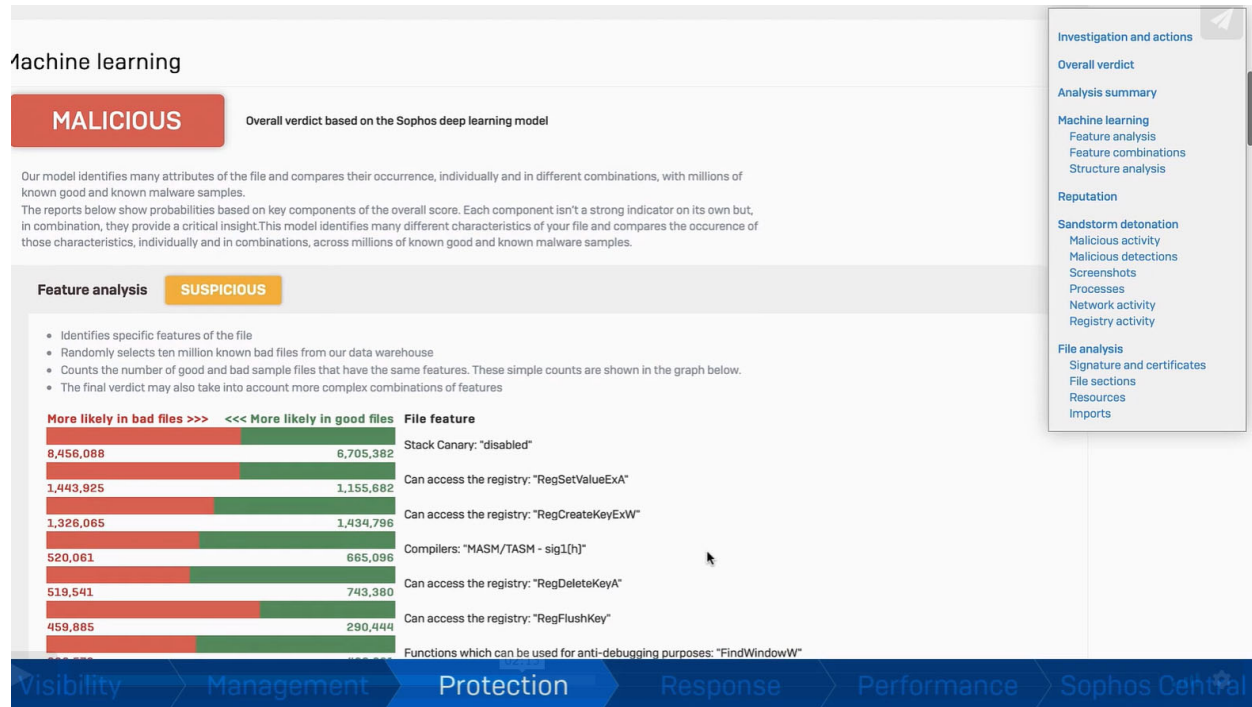 Machine learning
MALICIOUS
Overall verdict based on the Sophos deep learning model
Our model identifies many attributes of the file and compares their occurrence, individually and in different combinations, with millions of
known good and known malware samples.
The reports below show probabilities based on key components of the overall score. Each component isn't a strong indicator on its own but,
in combination, they provide a critical insight.This model identifies many different characteristics of your file and compares the occurence of
those characteristics, individually and in combinations, across millions of known good and known malware samples.
Feature analysis SUSPICIOUS
Identifies specific features of the file
Randomly selects ten million known bad files from our data warehouse
Counts the number of good and bad sample files that have the same features. These simple counts are shown in the graph below.
The final verdict may also take into account more complex combinations of features
More likely in bad files >>> <<< More likely in good files File feature
Stack Canary: "disabled"
8,456,088 6,705,382
Can access the registry: "RegSetValueExA"
1,443,925 1,155,682
Can access the registry: "RegCreateKeyExW"
1,326,065 1,434,796
Compilers: "MASM/TASM - sig1(h)"
520,061 665,096
Can access the registry: "RegDeleteKeyA"
519,541 743,380
Can access the registry: "RegFlushKey"
459,885 290,444
Functions which can be used for anti-debugging purposes: "FindWindowW"
Investigation and actions
Overall verdict
Analysis summary
Machine learning
Feature analysis
Feature combinations
Structure analysis
Reputation
Sandstorm detonation
Malicious activity
Malicious detections
Screenshots
Processes
Network activity
Registry activity
File analysis
Signature and certificates
File sections
Resources
Imports
Visibility Management Protection Response Performance Sophos Central